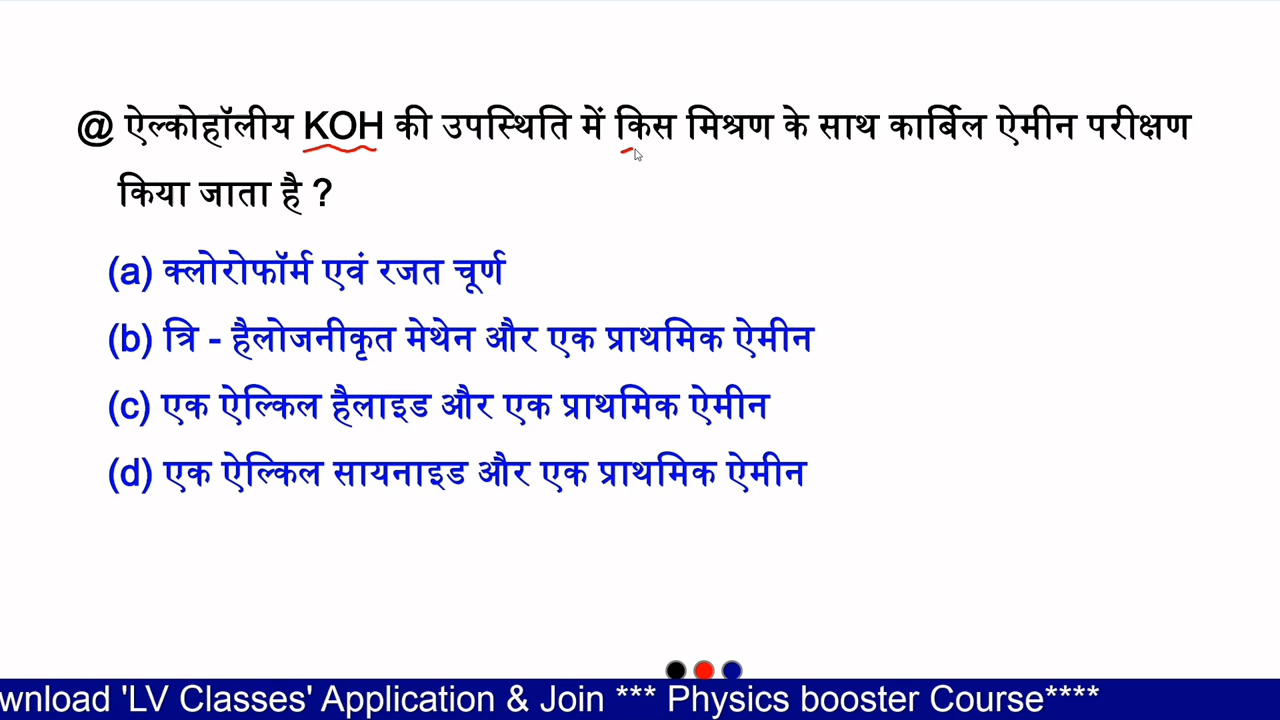 @ ऐल्कोहॉलीय KOH की उपस्थिति में किस मिश्रण के साथ कार्बिल ऐमीन परीक्षण
किया जाता है ?
(a) क्लोरोफॉर्म एवं रजत चूर्ण
(b) त्रि - हैलोजनीकृत मेथेन और एक प्राथमिक ऐमीन
(c) एक ऐल्किल हैलाइड और एक प्राथमिक ऐमीन
(d) एक ऐल्किल सायनाइड और एक प्राथमिक ऐमीन
wnload 'LV Classes' Application & Join *** Physics booster Course****